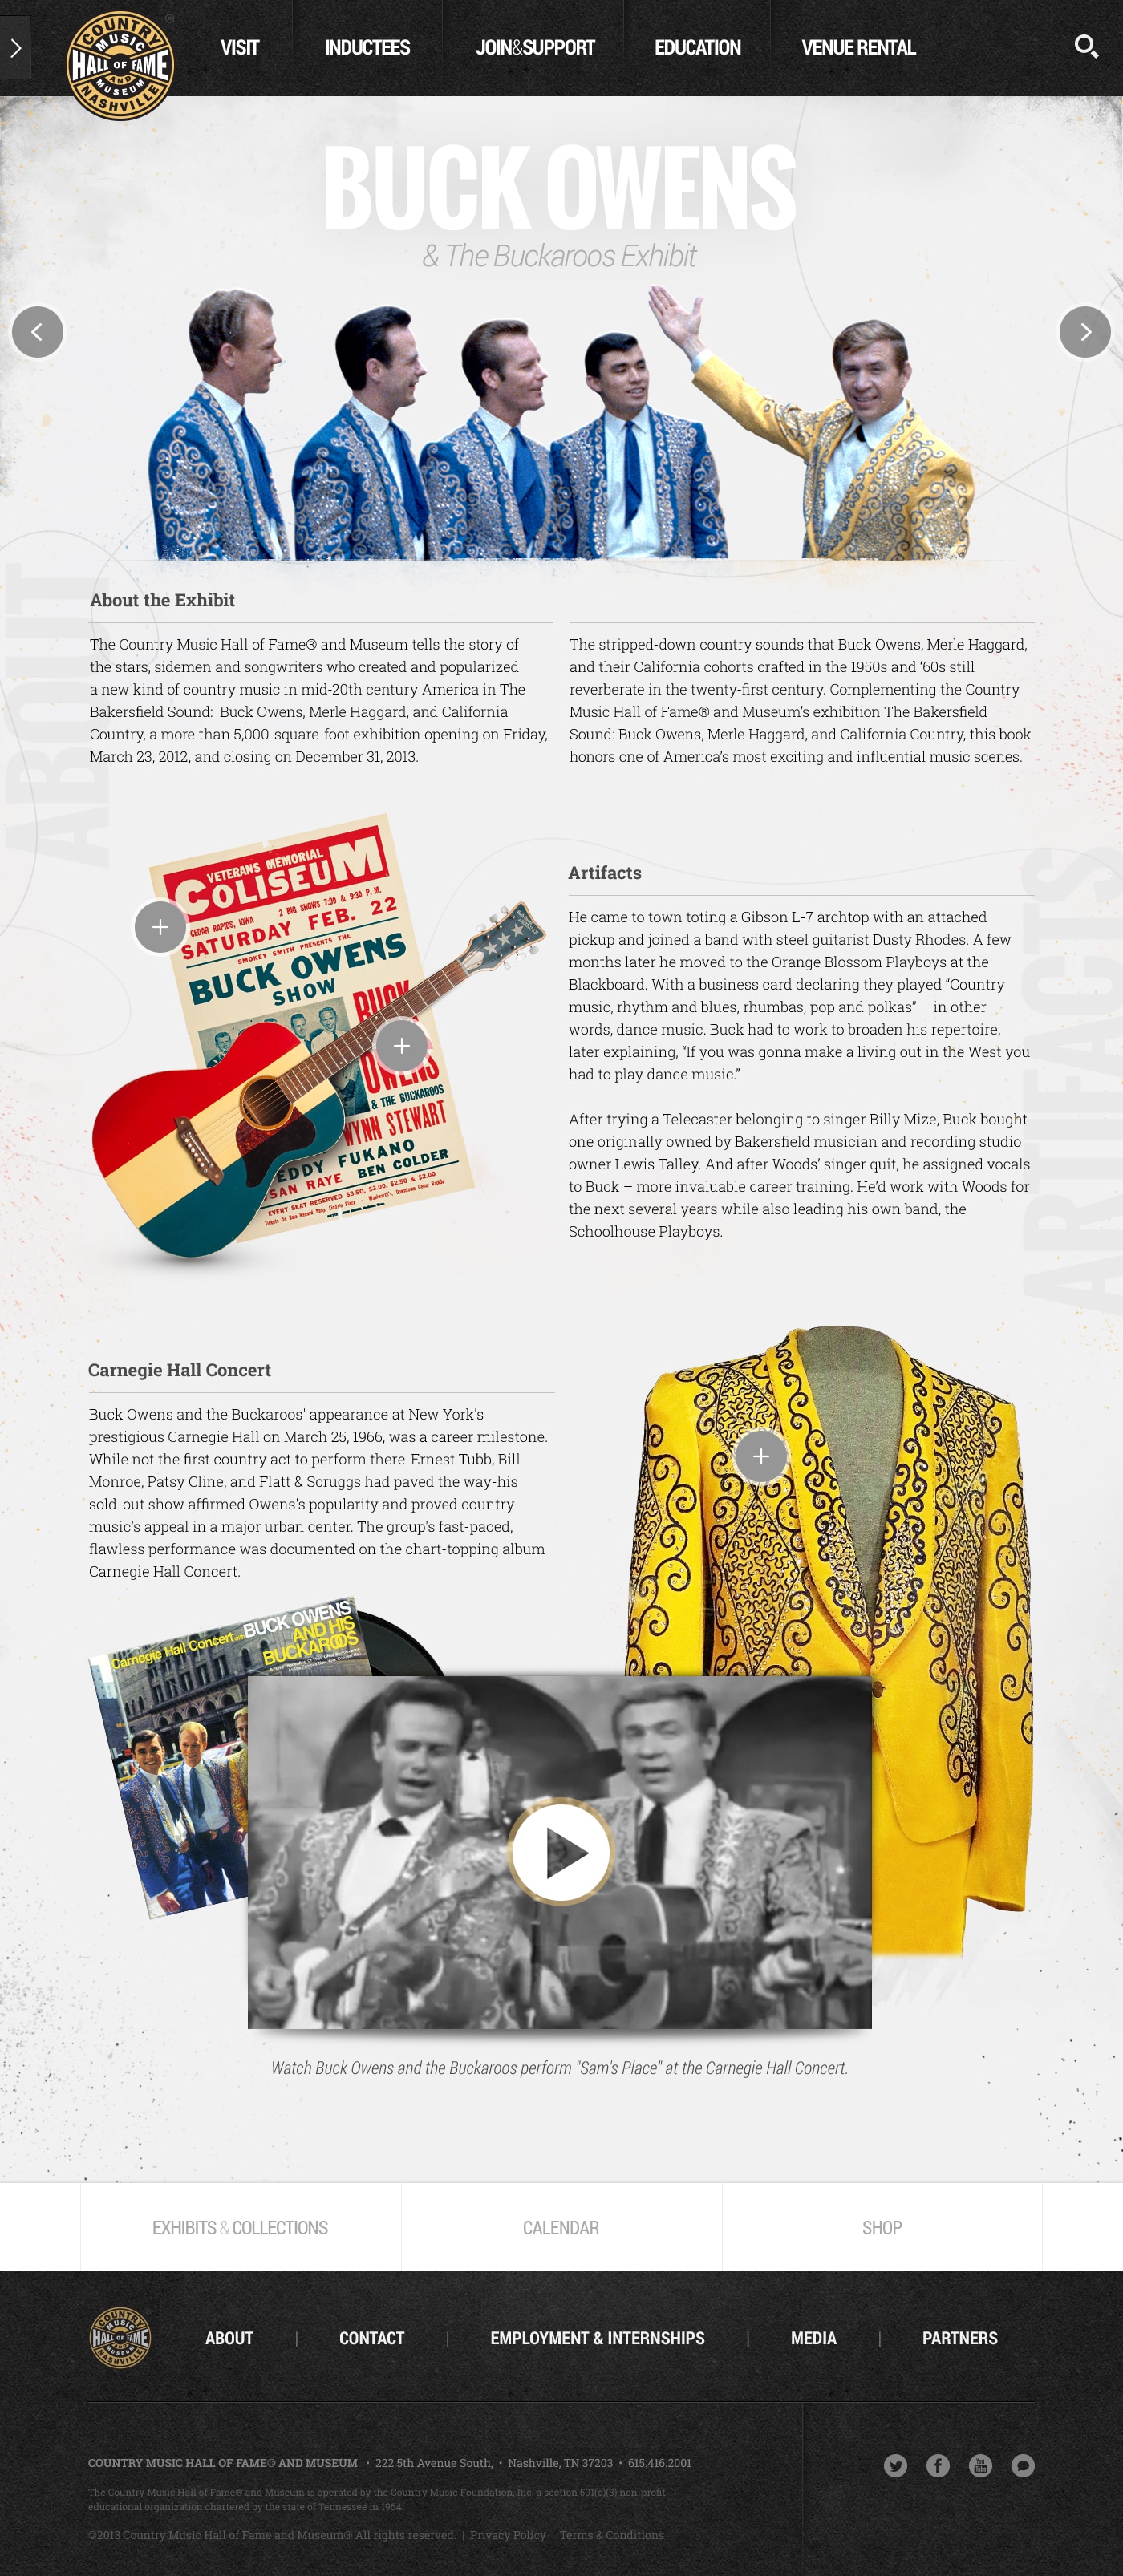 COUNTRY
MUSIC
HALL OF FAME
AND
MUSEUM
NASHVILLE
®
VISIT
INDUCTEES
JOIN&SUPPORT
EDUCATION
VENUE RENTAL
BUCK OWENS
& The Buckaroos Exhibit
ABOUT
About the Exhibit
The Country Music Hall of Fame® and Museum tells the story of
the stars, sidemen and songwriters who created and popularized
a new kind of country music in mid-20th century America in The
Bakersfield Sound:  Buck Owens, Merle Haggard, and California
Country, a more than 5,000-square-foot exhibition opening on Friday,
March 23, 2012, and closing on December 31, 2013.
The stripped-down country sounds that Buck Owens, Merle Haggard,
and their California cohorts crafted in the 1950s and ‘60s still
reverberate in the twenty-first century. Complementing the Country
Music Hall of Fame® and Museum’s exhibition The Bakersfield
Sound: Buck Owens, Merle Haggard, and California Country, this book
honors one of America’s most exciting and influential music scenes.
VETERANS MEMORIAL
COLISEUM
CEDAR RAPIDS, IOWA
2 BIG SHOWS 7:00 & 9:30 P. M.
SATURDAY FEB. 22
SMOKEY SMITH PRESENTS THE
BUCK OWENS
SHOW
BUCK
OWENS
& THE BUCKAROOS
WYNN STEWART
EDDY FUKANO
SAN RAYE
BEN COLDER
EVERY SEAT RESERVED $3.50, $3.00, $2.50 & $2.00
ARTIFACTS
Artifacts
He came to town toting a Gibson L-7 archtop with an attached
pickup and joined a band with steel guitarist Dusty Rhodes. A few
months later he moved to the Orange Blossom Playboys at the
Blackboard. With a business card declaring they played “Country
music, rhythm and blues, rhumbas, pop and polkas” – in other
words, dance music. Buck had to work to broaden his repertoire,
later explaining, “If you was gonna make a living out in the West you
had to play dance music.”
After trying a Telecaster belonging to singer Billy Mize, Buck bought
one originally owned by Bakersfield musician and recording studio
owner Lewis Talley. And after Woods’ singer quit, he assigned vocals
to Buck – more invaluable career training. He’d work with Woods for
the next several years while also leading his own band, the
Schoolhouse Playboys.
Carnegie Hall Concert
Buck Owens and the Buckaroos' appearance at New York's
prestigious Carnegie Hall on March 25, 1966, was a career milestone.
While not the first country act to perform there-Ernest Tubb, Bill
Monroe, Patsy Cline, and Flatt & Scruggs had paved the way-his
sold-out show affirmed Owens's popularity and proved country
music's appeal in a major urban center. The group's fast-paced,
flawless performance was documented on the chart-topping album
Carnegie Hall Concert.
Carnegie Hall Concert with BUCK OWENS
AND HIS
BUCKAROOS
Watch Buck Owens and the Buckaroos perform "Sam's Place" at the Carnegie Hall Concert.
EXHIBITS & COLLECTIONS
CALENDAR
SHOP
COUNTRY
MUSIC
HALL OF FAME
AND
MUSEUM
NASHVILLE
ABOUT | CONTACT | EMPLOYMENT & INTERNSHIPS | MEDIA | PARTNERS
COUNTRY MUSIC HALL OF FAME© AND MUSEUM • 222 5th Avenue South, • Nashville, TN 37203 • 615.416.2001
The Country Music Hall of Fame® and Museum is operated by the Country Music Foundation, Inc. a section 501(c)(3) non-profit
educational organization chartered by the state of Tennessee in 1964.
©2013 Country Music Hall of Fame and Museum® All rights reserved. | Privacy Policy | Terms & Conditions
You
Tube